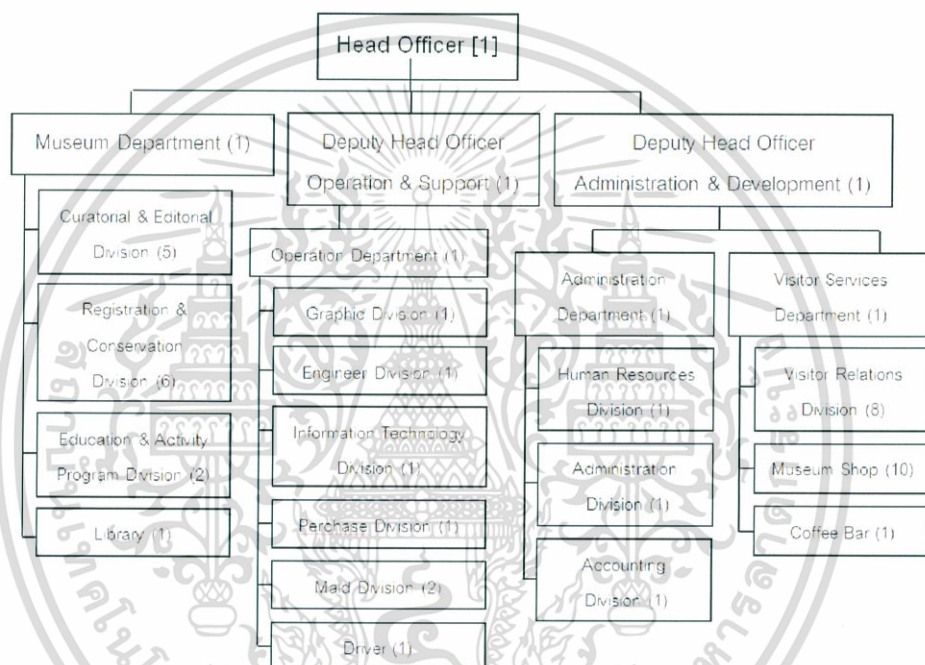 Head Officer [1]
Museum Department (1)
Curatorial & Editorial
Division (5)
Registration &
Conservation
Division (6)
Education & Activity
Program Division (2)
Library (1)
Deputy Head Officer
Operation & Support (1)
Operation Department (1)
Graphic Division (1)
Engineer Division (1)
Information Technology
Division (1)
Perchase Division (1)
Maid Division (2)
Driver (1)
Deputy Head Officer
Administration & Development (1)
Administration
Department (1)
Human Resources
Division (1)
Administration
Division (1)
Accounting
Division (1)
Visitor Services
Department (1)
Visitor Relations
Division (8)
Museum Shop (10)
Coffee Bar (1)